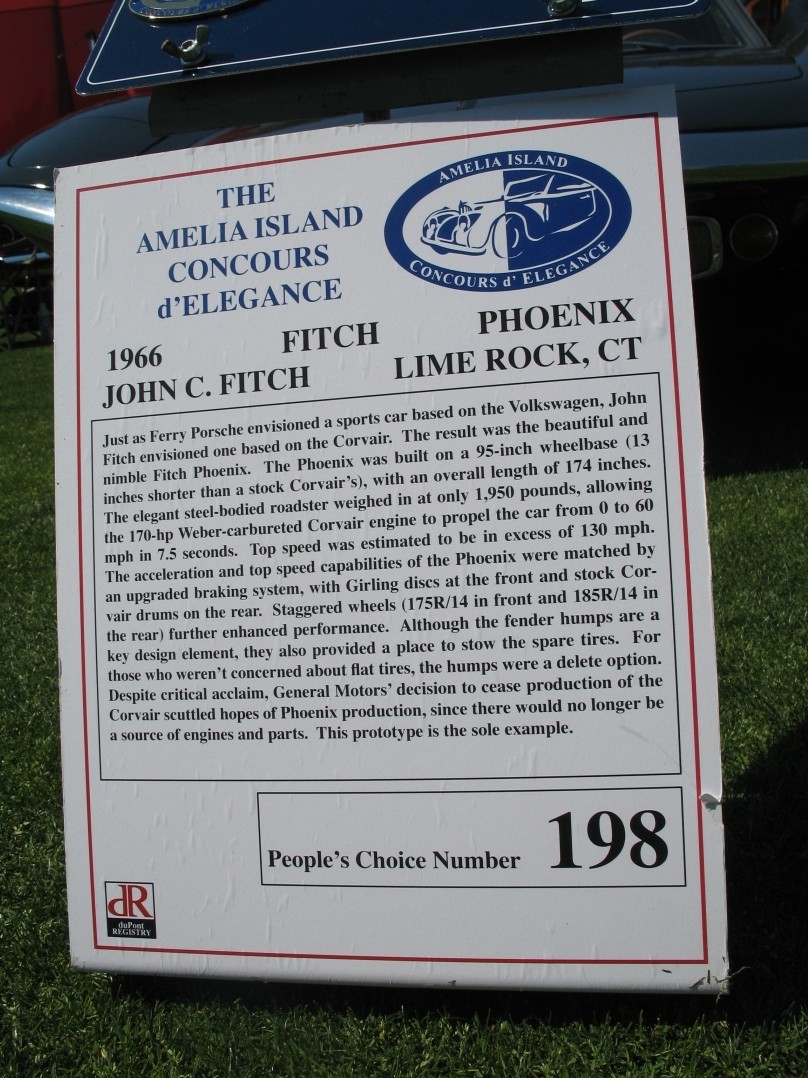 THE
AMELIA ISLAND
CONCOURS
d'ELEGANCE
AMELIA ISLAND
CONCOURS d' ELEGANCE
1966 FITCH PHOENIX
JOHN C. FITCH LIME ROCK, CT
Just as Ferry Porsche envisioned a sports car based on the Volkswagen, John
Fitch envisioned one based on the Corvair. The result was the beautiful and
nimble Fitch Phoenix. The Phoenix was built on a 95-inch wheelbase (13
inches shorter than a stock Corvair's), with an overall length of 174 inches.
The elegant steel-bodied roadster weighed in at only 1,950 pounds, allowing
the 170-hp Weber-carbureted Corvair engine to propel the car from 0 to 60
mph in 7.5 seconds. Top speed was estimated to be in excess of 130 mph.
The acceleration and top speed capabilities of the Phoenix were matched by
an upgraded braking system, with Girling discs at the front and stock Cor-
vair drums on the rear. Staggered wheels (175R/14 in front and 185R/14 in
the rear) further enhanced performance. Although the fender humps are a
key design element, they also provided a place to stow the spare tires. For
those who weren't concerned about flat tires, the humps were a delete option.
Despite critical acclaim, General Motors' decision to cease production of the
Corvair scuttled hopes of Phoenix production, since there would no longer be
a source of engines and parts. This prototype is the sole example.
People's Choice Number 198
dR
duPont
REGISTRY